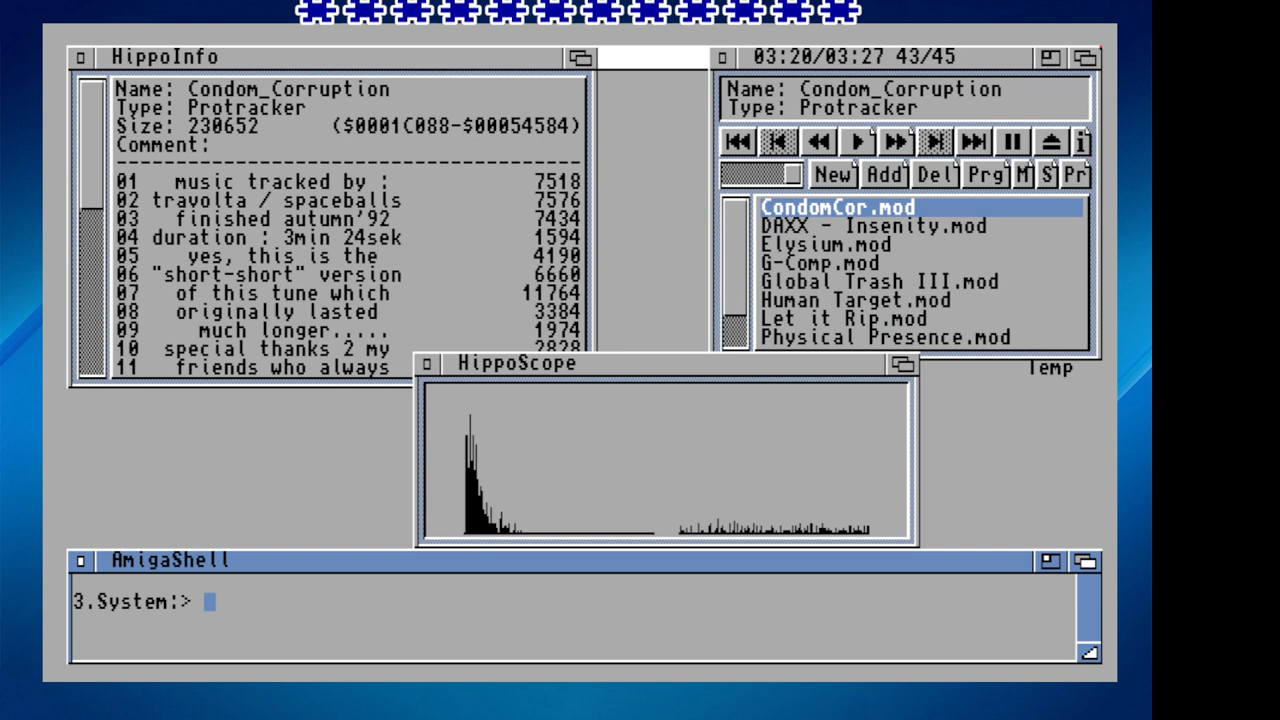 HippoInfo
Name: Condom_Corruption
Type: Protracker
Size: 230652 ($0001C088-$00054584)
Comment:
---------------------------------------
01 music tracked by : 7518
02 travolta / spaceballs 7576
03 finished autumn'92 7434
04 duration : 3min 24sek 1594
05 yes, this is the 4190
06 "short-short" version 6660
07 of this tune which 11764
08 originally lasted 3384
09 much longer..... 1974
10 special thanks 2 my 2828
11 friends who always
03:20/03:27 43/45
Name: Condom_Corruption
Type: Protracker
i
New Add Del Prg M S Pr
CondomCor.mod
DAXX - Insenity.mod
Elysium.mod
G-Comp.mod
Global Trash III.mod
Human Target.mod
Let it Rip.mod
Physical Presence.mod
Temp
HippoScope
AmigaShell
3.System:>